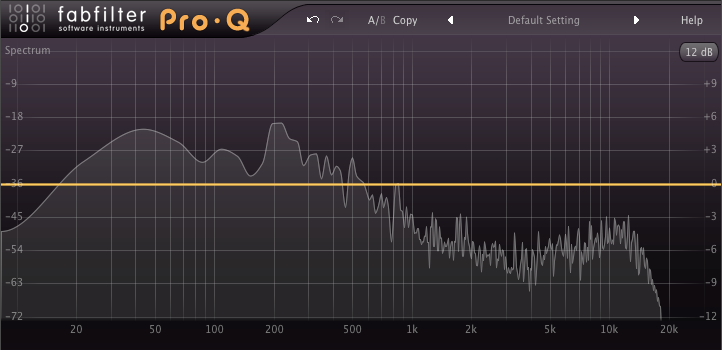 fabfilter Pro·Q
software instruments
A/B Copy Default Setting Help
Spectrum 12 dB
-9 +9
-18 +6
-27 +3
-36 0
-45 -3
-54 -6
-63 -9
-72 -12
20 50 100 200 500 1k 2k 5k 10k 20k